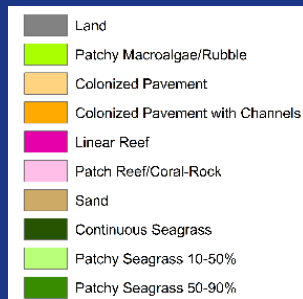 Land
Patchy Macroalgae/Rubble
Colonized Pavement
Colonized Pavement with Channels
Linear Reef
Patch Reef/Coral-Rock
Sand
Continuous Seagrass
Patchy Seagrass 10-50%
Patchy Seagrass 50-90%